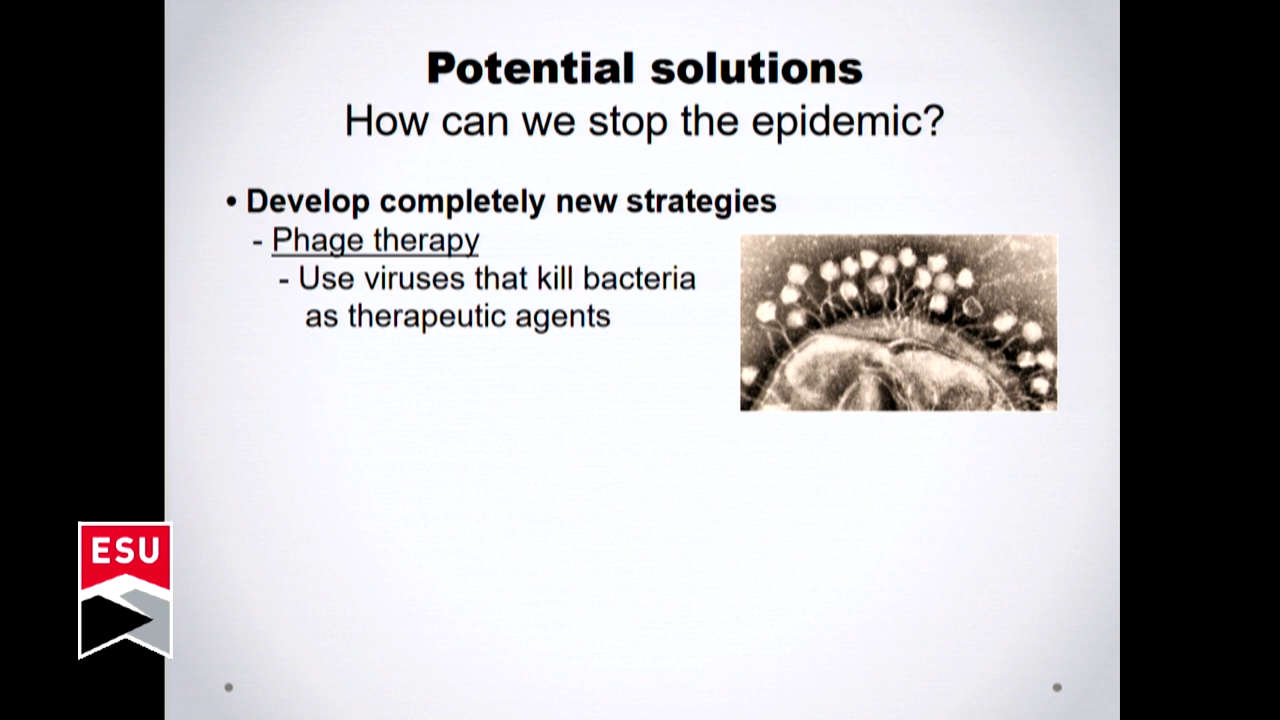 Potential solutions
How can we stop the epidemic?
• Develop completely new strategies
- Phage therapy
- Use viruses that kill bacteria
as therapeutic agents
ESU